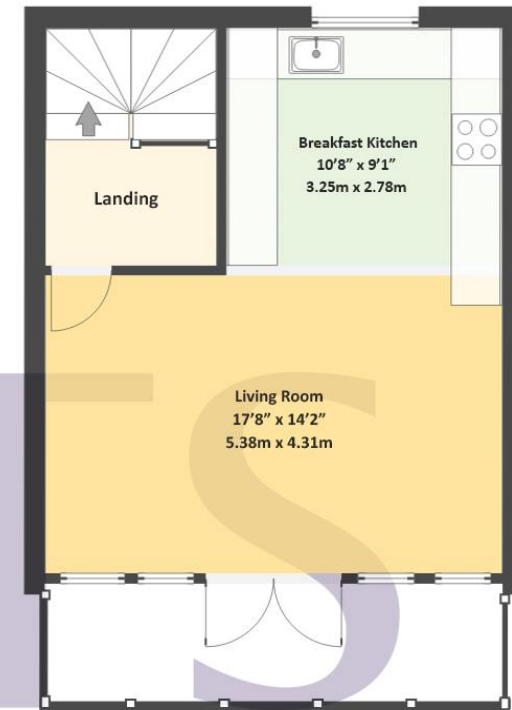 Breakfast Kitchen
10’8” x 9’1”
3.25m x 2.78m
Landing
Living Room
17’8” x 14’2”
5.38m x 4.31m
TS